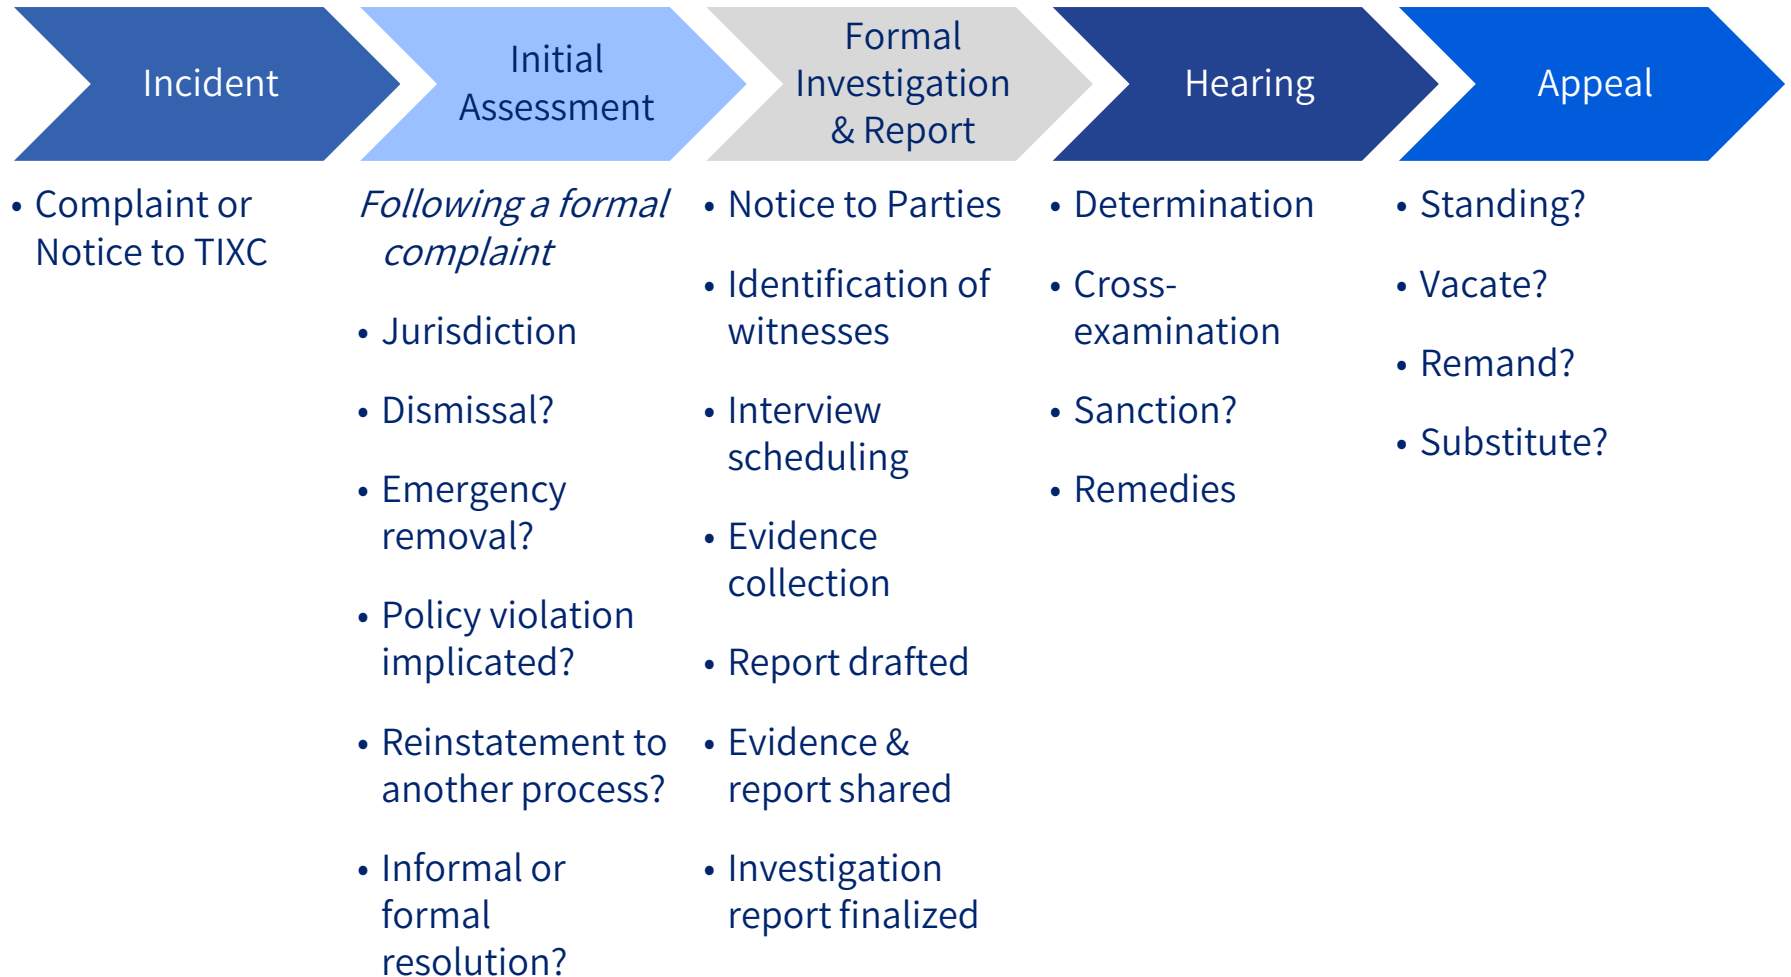 Incident
Initial
Assessment
Formal
Investigation
& Report
Hearing
Appeal
• Complaint or
Notice to TIXC
Following a formal
complaint
• Jurisdiction
• Dismissal?
• Emergency
removal?
• Policy violation
implicated?
• Reinstatement to
another process?
• Informal or
formal
resolution?
• Notice to Parties
• Identification of
witnesses
• Interview
scheduling
• Evidence
collection
• Report drafted
• Evidence &
report shared
• Investigation
report finalized
• Determination
• Cross-
examination
• Sanction?
• Remedies
• Standing?
• Vacate?
• Remand?
• Substitute?